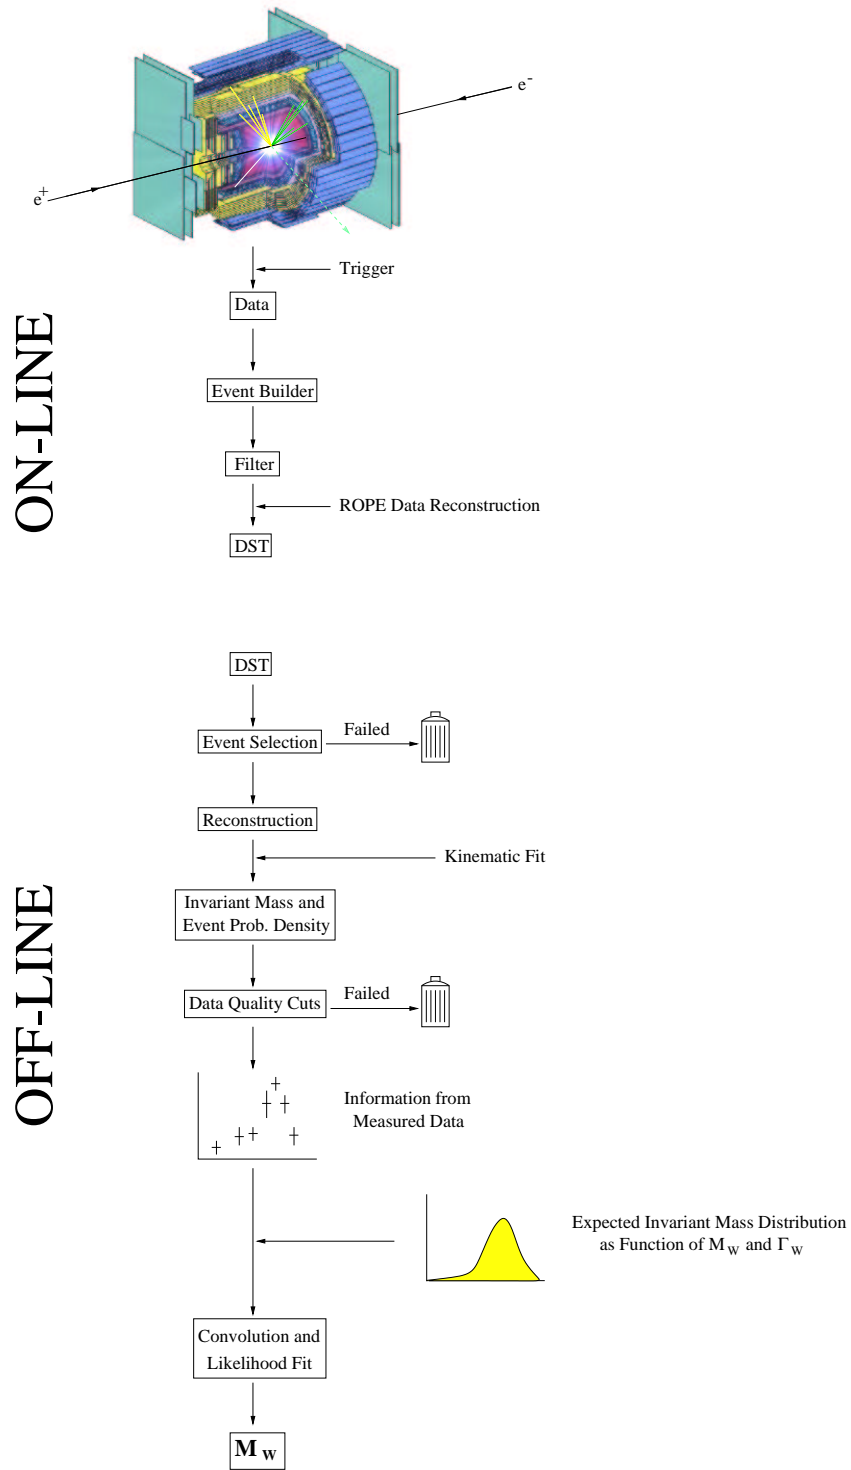 e-
e+
Trigger
Data
ON-LINE
Event Builder
Filter
ROPE Data Reconstruction
DST
DST
Event Selection
Failed
Reconstruction
Kinematic Fit
OFF-LINE
Invariant Mass and
Event Prob. Density
Data Quality Cuts
Failed
Information from
Measured Data
Expected Invariant Mass Distribution
as Function of M W and Γ W
Convolution and
Likelihood Fit
M W